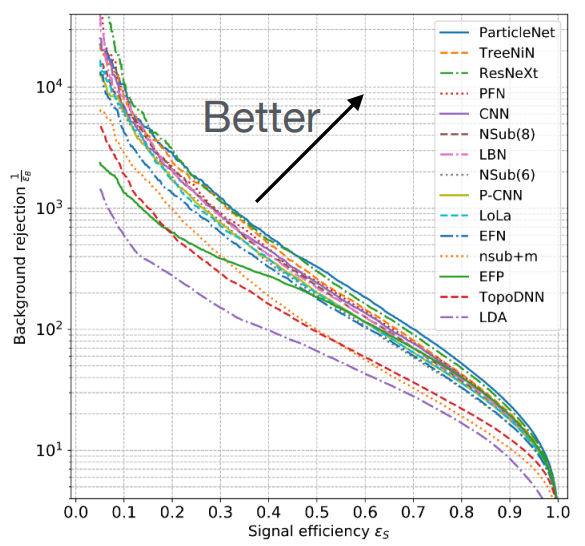 Background rejection 1/ε_B
10⁴
10³
10²
10¹
Better
ParticleNet
TreeNiN
ResNeXt
PFN
CNN
NSub(8)
LBN
NSub(6)
P-CNN
LoLa
EFN
nsub+m
EFP
TopoDNN
LDA
0.0 0.1 0.2 0.3 0.4 0.5 0.6 0.7 0.8 0.9 1.0
Signal efficiency ε_S